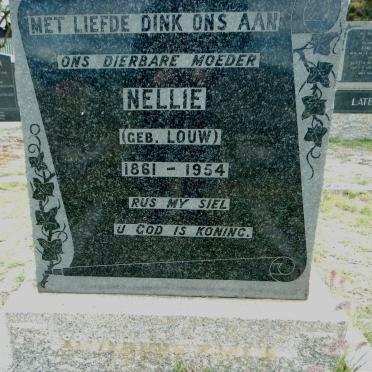 MET LIEFDE DINK ONS AAN
ONS DIERBARE MOEDER
NELLIE
(GEB. LOUW)
1861 - 1954
RUS MY SIEL
U GOD IS KONING.
LATE